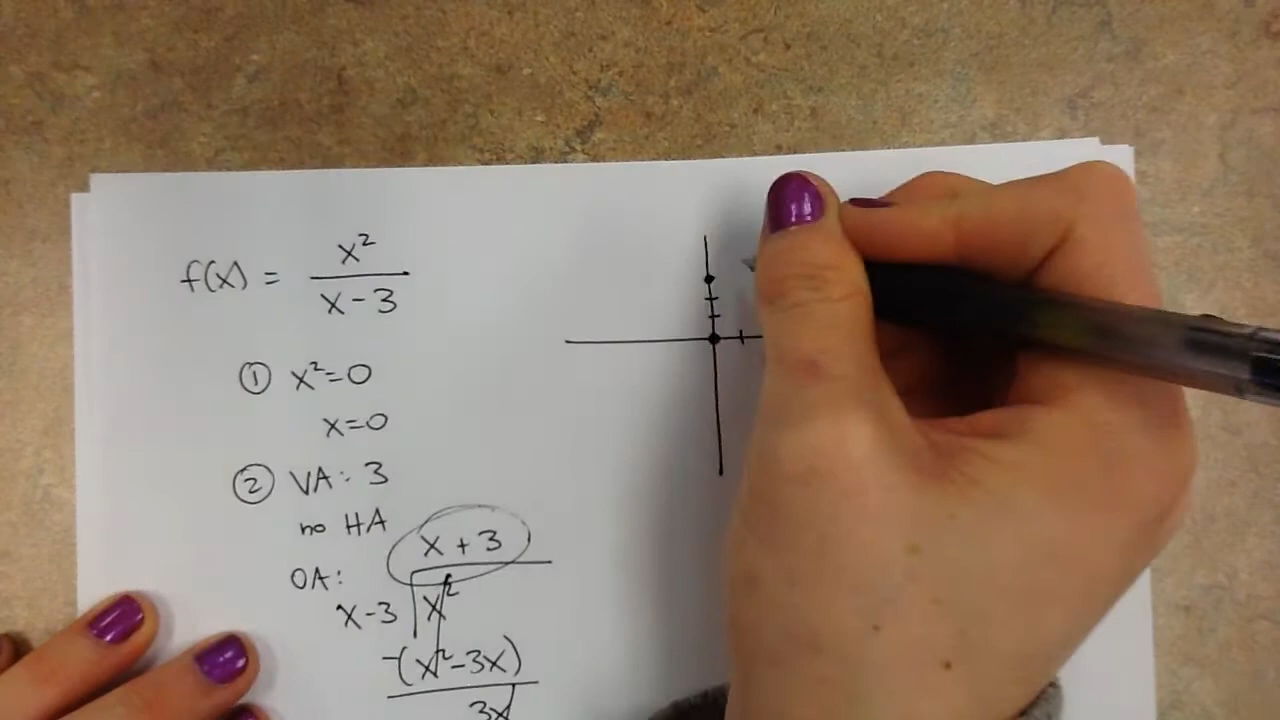 f(x) = x²
x-3
① x²=0
x=0
② VA: 3
no HA
x + 3
OA:
x-3 x²
-(x²-3x)
3x